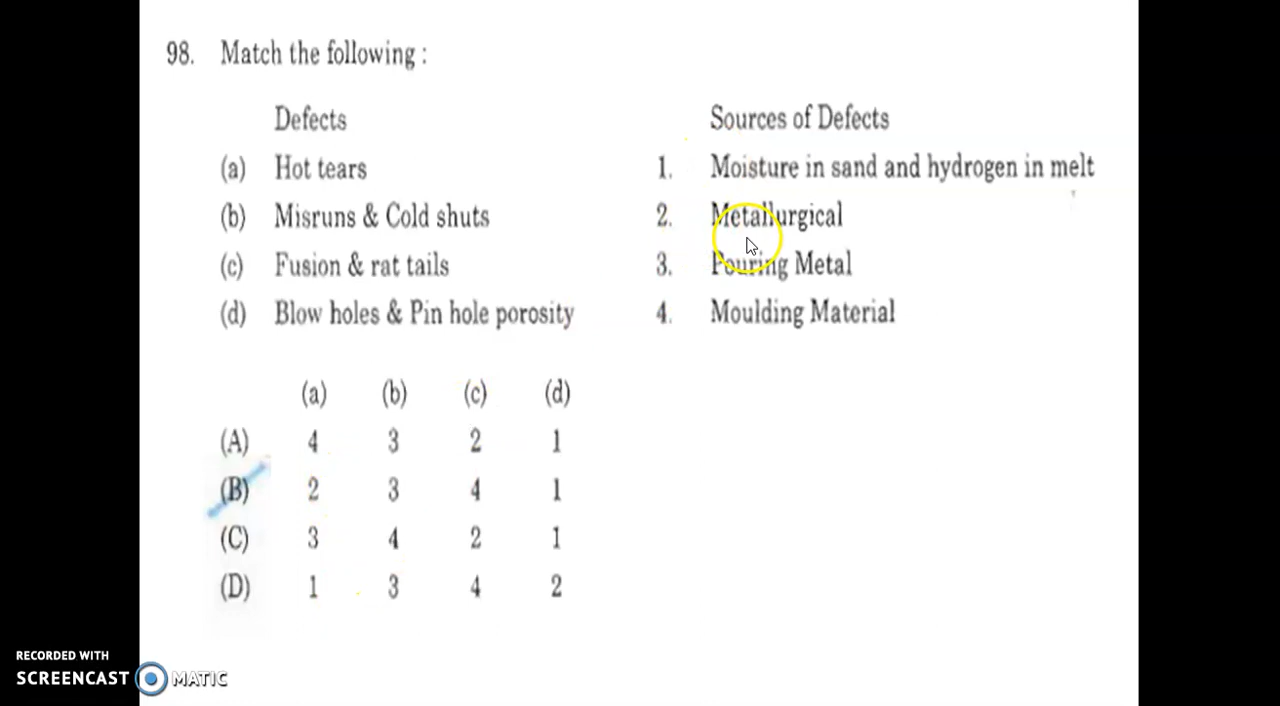 98. Match the following :
Defects Sources of Defects
(a) Hot tears 1. Moisture in sand and hydrogen in melt
(b) Misruns & Cold shuts 2. Metallurgical
(c) Fusion & rat tails 3. Pouring Metal
(d) Blow holes & Pin hole porosity 4. Moulding Material
(a) (b) (c) (d)
(A) 4 3 2 1
(B) 2 3 4 1
(C) 3 4 2 1
(D) 1 3 4 2
RECORDED WITH
SCREENCAST MATIC